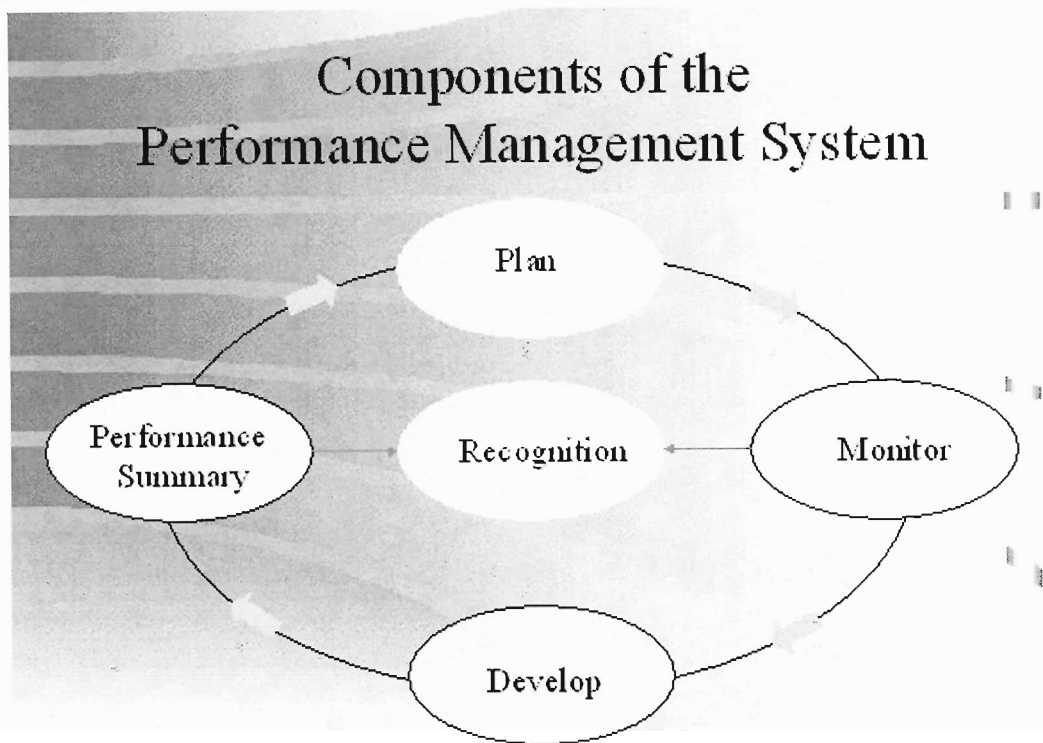 Components of the
Performance Management System
Plan
Performance
Summary
Recognition
Monitor
Develop